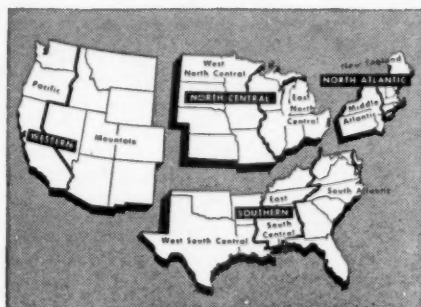 Pacific
WESTERN
Mountain
West
North Central
NORTH CENTRAL
East
North
Central
New England
NORTH ATLANTIC
Middle
Atlantic
SOUTHERN
East
South
Central
West South Central
South Atlantic